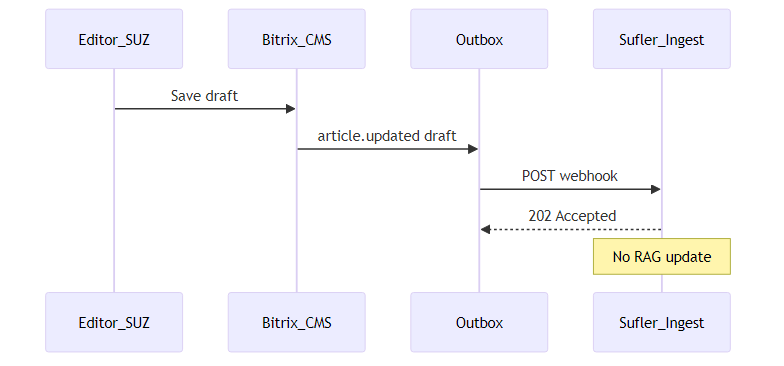 Editor_SUZ
Bitrix_CMS
Outbox
Sufler_Ingest
Save draft
article.updated draft
POST webhook
202 Accepted
No RAG update
Editor_SUZ
Bitrix_CMS
Outbox
Sufler_Ingest